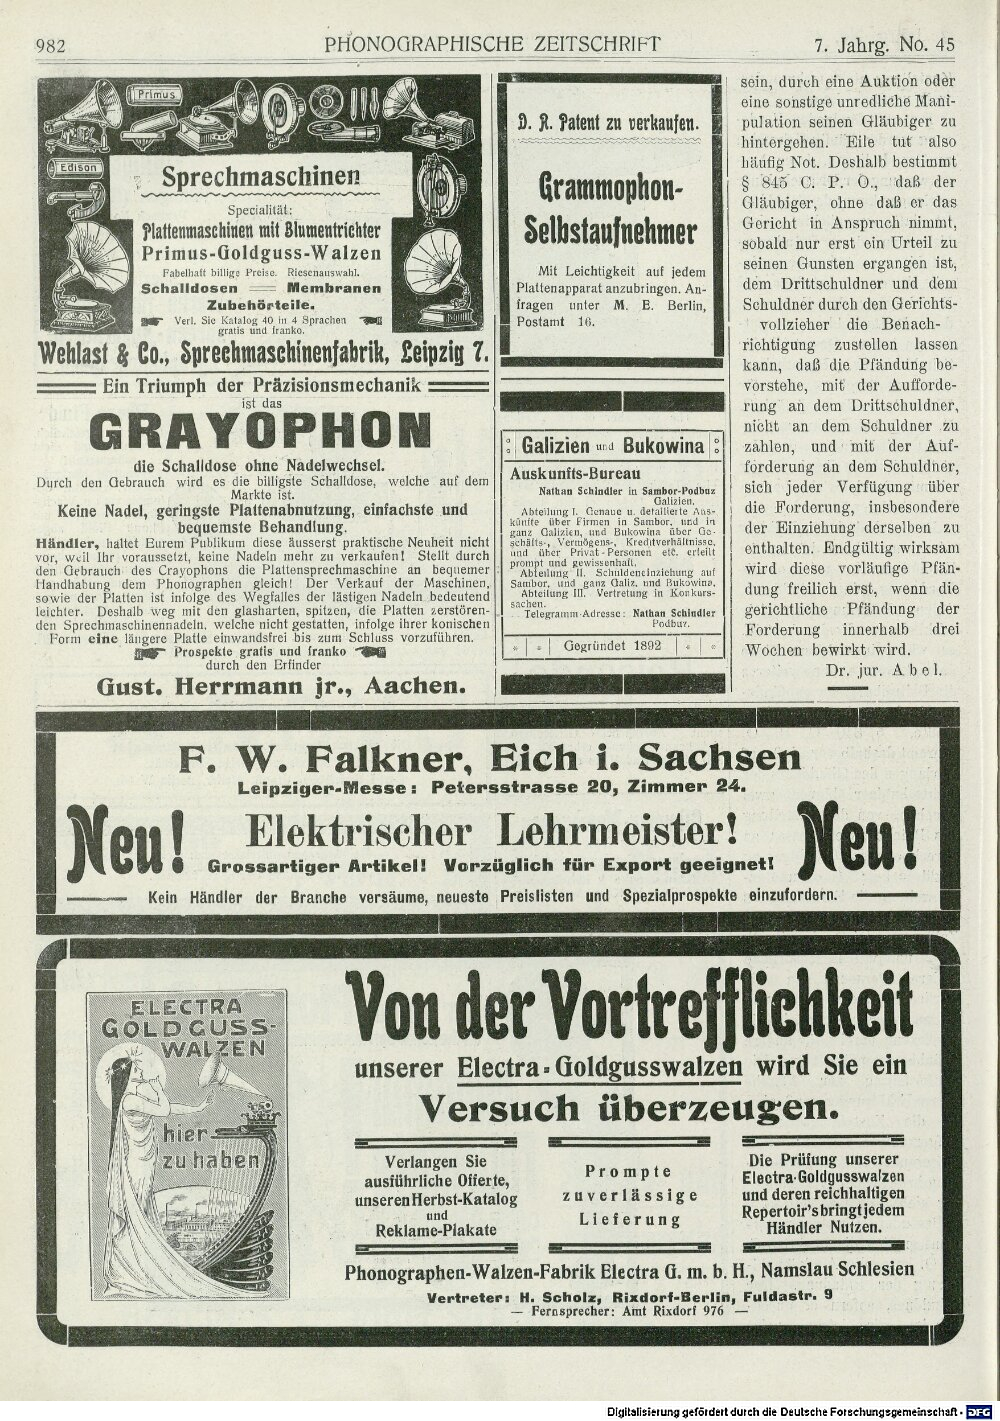 982
PHONOGRAPHISCHE ZEITSCHRIFT
7. Jahrg. No. 45
Primus
Edison
Sprechmaschinen
Specialität:
Plattenmaschinen mit Blumentrichter
Primus-Goldguss-Walzen
Fabelhaft billige Preise. Riesenauswahl.
Schalldosen Membranen
Zubehörteile.
Verl. Sie Katalog 40 in 4 Sprachen
gratis und franko.
Wehlast & Co., Sprechmaschinenfabrik, Leipzig 7.
Ein Triumph der Präzisionsmechanik
ist das
GRAYOPHON
die Schalldose ohne Nadelwechsel.
Durch den Gebrauch wird es die billigste Schalldose, welche auf dem
Markte ist.
Keine Nadel, geringste Plattenabnutzung, einfachste und
bequemste Behandlung.
Händler, haltet Eurem Publikum diese äusserst praktische Neuheit nicht
vor, weil Ihr voraussetzt, keine Nadeln mehr zu verkaufen! Stellt durch
den Gebrauch des Crayophons die Plattensprechmaschine an bequemer
Handhabung dem Phonographen gleich! Der Verkauf der Maschinen,
sowie der Platten ist infolge des Wegfalles der lästigen Nadeln bedeutend
leichter. Deshalb weg mit den glasharten, spitzen, die Platten zerstören-
den Sprechmaschinennadeln, welche nicht gestatten, infolge ihrer konischen
Form eine längere Platte einwandsfrei bis zum Schluss vorzuführen.
Prospekte gratis und franko
durch den Erfinder
Gust. Herrmann jr., Aachen.
D. R. Patent zu verkaufen.
Grammophon-
Selbstaufnehmer
Mit Leichtigkeit auf jedem
Plattenapparat anzubringen. An-
fragen unter M. E. Berlin,
Postamt 16.
Galizien und Bukowina
Auskunfts-Bureau
Nathan Schindler in Sambor-Podbuz
Galizien.
Abteilung I. Genaue u. detaillierte Aus-
künfte über Firmen in Sambor, und in
ganz Galizien, und Bukowina über Ge-
schäfts-, Vermögens-, Kreditverhältnisse,
und über Privat-Personen etc. erteilt
prompt und gewissenhaft.
Abteilung II. Schuldeneinziehung auf
Sambor, und ganz Galiz. und Bukowina.
Abteilung III. Vertretung in Konkurs-
sachen.
Telegramm-Adresse: Nathan Schindler
Podbuz.
Gegründet 1892
sein, durch eine Auktion oder
eine sonstige unredliche Mani-
pulation seinen Gläubiger zu
hintergehen. Eile tut also
häufig Not. Deshalb bestimmt
§ 845 C. P. O., daß der
Gläubiger, ohne daß er das
Gericht in Anspruch nimmt,
sobald nur erst ein Urteil zu
seinen Gunsten ergangen ist,
dem Drittschuldner und dem
Schuldner durch den Gerichts-
vollzieher die Benach-
richtigung zustellen lassen
kann, daß die Pfändung be-
vorstehe, mit der Aufforde-
rung an dem Drittschuldner,
nicht an dem Schuldner zu
zahlen, und mit der Auf-
forderung an dem Schuldner,
sich jeder Verfügung über
die Forderung, insbesondere
der Einziehung derselben zu
enthalten. Endgültig wirksam
wird diese vorläufige Pfän-
dung freilich erst, wenn die
gerichtliche Pfändung der
Forderung innerhalb drei
Wochen bewirkt wird.
Dr. jur. Abel.
F. W. Falkner, Eich i. Sachsen
Leipziger-Messe: Petersstrasse 20, Zimmer 24.
Neu! Elektrischer Lehrmeister! Neu!
Grossartiger Artikel! Vorzüglich für Export geeignet!
Kein Händler der Branche versäume, neueste Preislisten und Spezialprospekte einzufordern.
ELECTRA
GOLDGUSS-
WALZEN
hier
zu haben
Von der Vortrefflichkeit
unserer Electra-Goldgusswalzen wird Sie ein
Versuch überzeugen.
Verlangen Sie
ausführliche Offerte,
unseren Herbst-Katalog
und
Reklame-Plakate
Prompte
zuverlässige
Lieferung
Die Prüfung unserer
Electra-Goldgusswalzen
und deren reichhaltigen
Repertoir's bringt jedem
Händler Nutzen.
Phonographen-Walzen-Fabrik Electra G. m. b. H., Namslau Schlesien
Vertreter: H. Scholz, Rixdorf-Berlin, Fuldastr. 9
— Fernsprecher: Amt Rixdorf 976 —
Digitalisierung gefördert durch die Deutsche Forschungsgemeinschaft - DFG